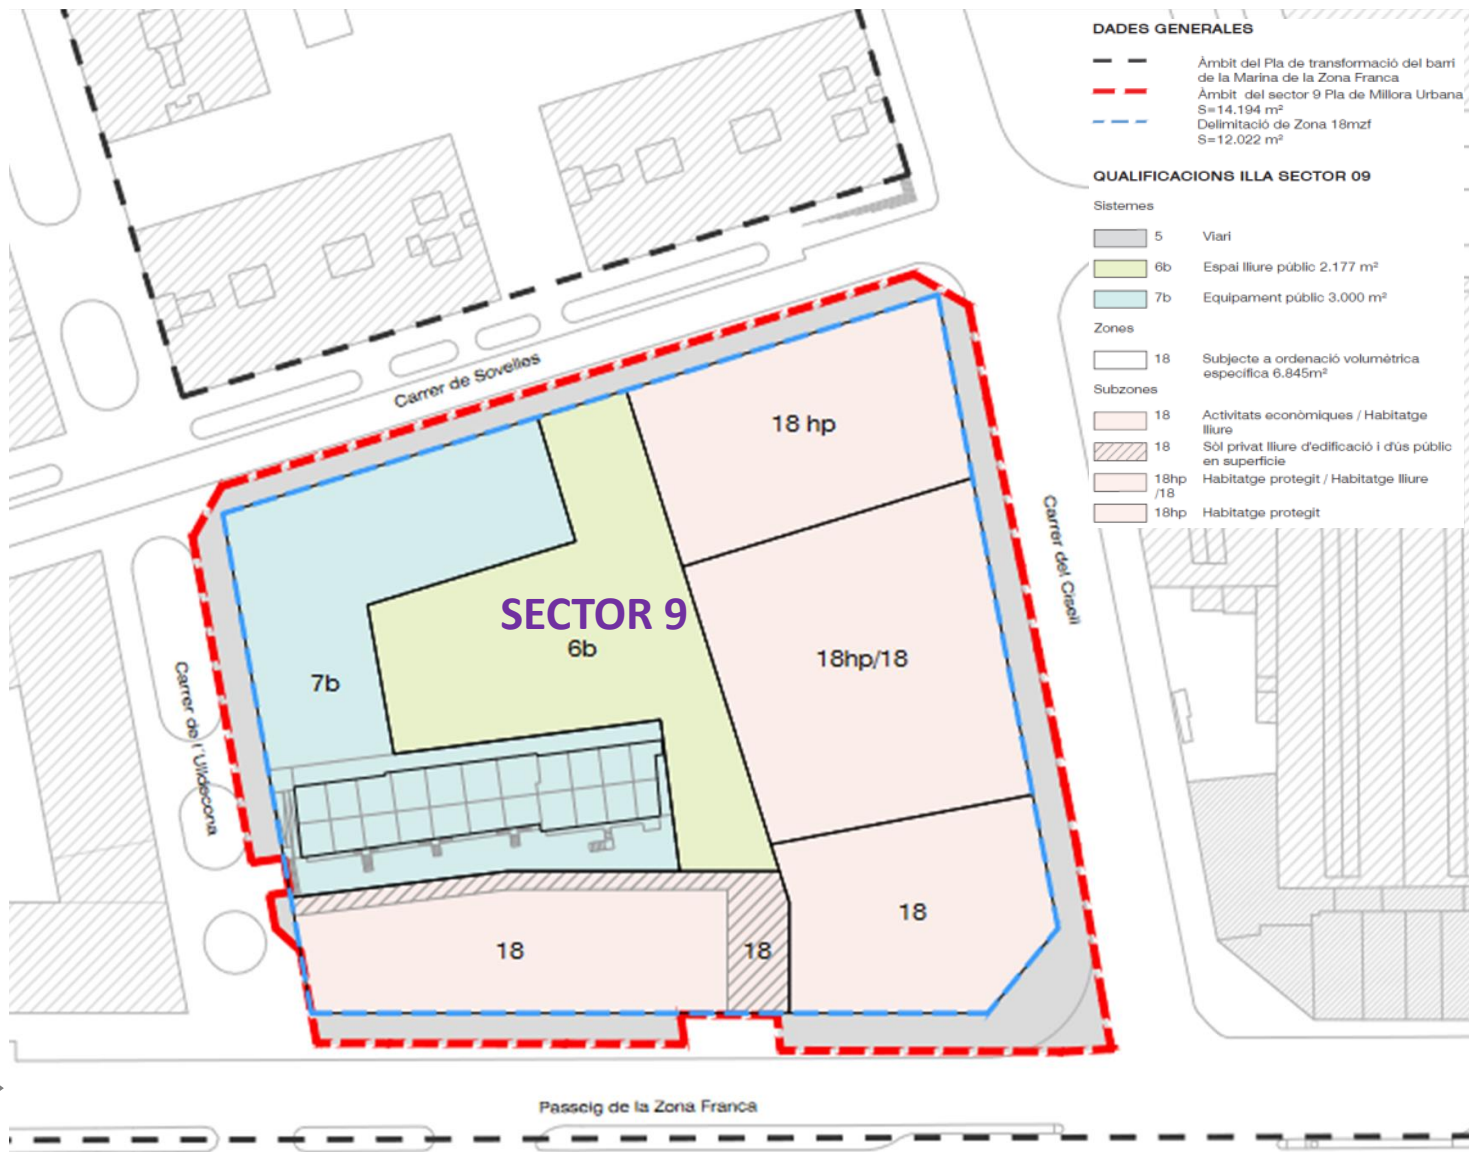 DADES GENERALES
Àmbit del Pla de transformació del barri
de la Marina de la Zona Franca
Àmbit del sector 9 Pla de Millora Urbana
S=14.194 m²
Delimitació de Zona 18mzf
S=12.022 m²
QUALIFICACIONS ILLA SECTOR 09
Sistemes
5 Viari
6b Espai lliure públic 2.177 m²
7b Equipament públic 3.000 m²
Zones
18 Subjecte a ordenació volumètrica
específica 6.845m²
Subzones
18 Activitats econòmiques / Habitatge
lliure
18 Sòl privat lliure d'edificació i d'ús públic
en superfície
18hp
/18 Habitatge protegit / Habitatge lliure
18hp Habitatge protegit
Carrer de Sovelles
18 hp
Carrer del Cisell
SECTOR 9
6b
18hp/18
7b
Carrer de l'Ulldecona
18
18
18
Passeig de la Zona Franca